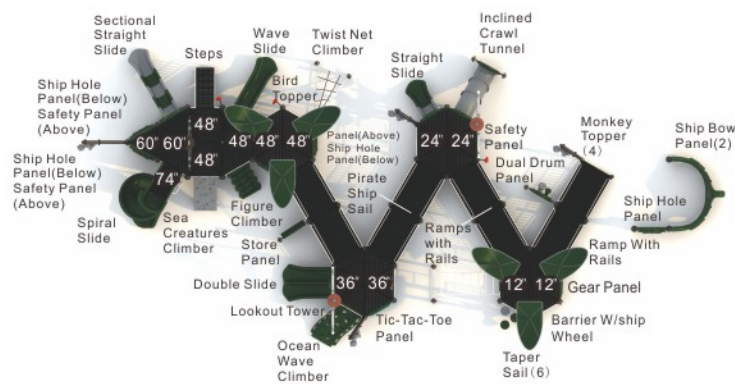 Sectional
Straight
Slide
Steps
Wave
Slide
Twist Net
Climber
Inclined
Crawl
Tunnel
Straight
Slide
Bird
Topper
Ship Hole
Panel(Below)
Safety Panel
(Above)
Monkey
Topper
(4)
Ship Bow
Panel(2)
48"
60" 60"
48" 48" 48"
48"
Panel(Above)
Ship Hole
Panel(Below)
24" 24"
Safety
Panel
Dual Drum
Panel
Ship Hole
Panel(Below)
Safety Panel
(Above)
74"
Pirate
Ship
Sail
Ship Hole
Panel
Spiral
Slide
Sea
Creatures
Climber
Figure
Climber
Store
Panel
Ramps
with
Rails
Ramp With
Rails
Double Slide
36" 36"
12" 12"
Gear Panel
Lookout Tower
Tic-Tac-Toe
Panel
Barrier W/ship
Wheel
Ocean
Wave
Climber
Taper
Sail(6)